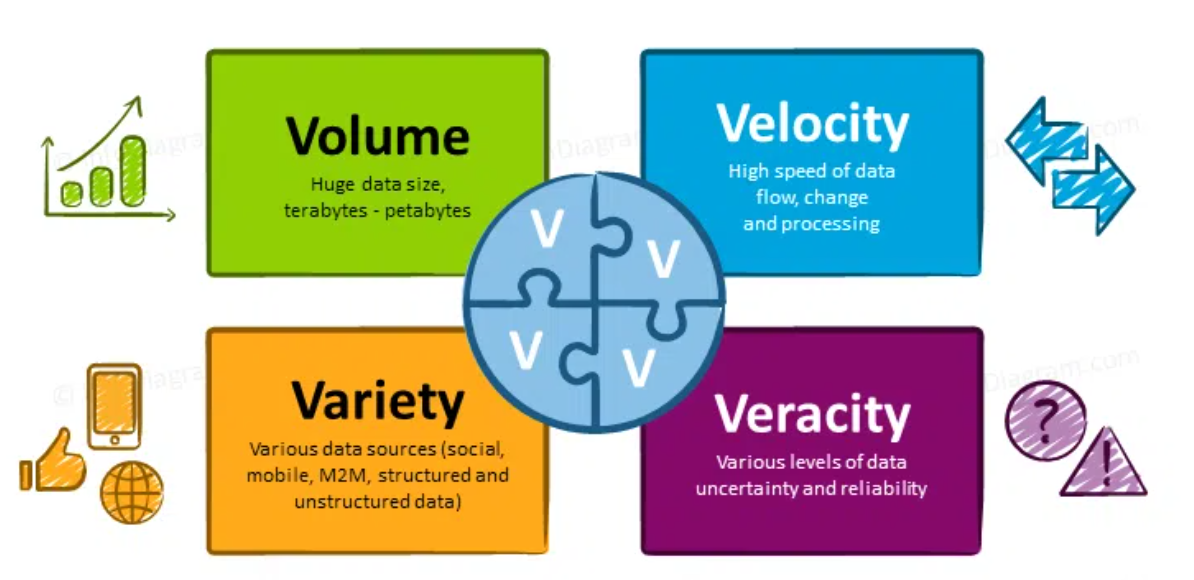 Volume
Huge data size,
terabytes - petabytes
Velocity
High speed of data
flow, change
and processing
V
V
V
V
Variety
Various data sources (social,
mobile, M2M, structured and
unstructured data)
Veracity
Various levels of data
uncertainty and reliability
?
!